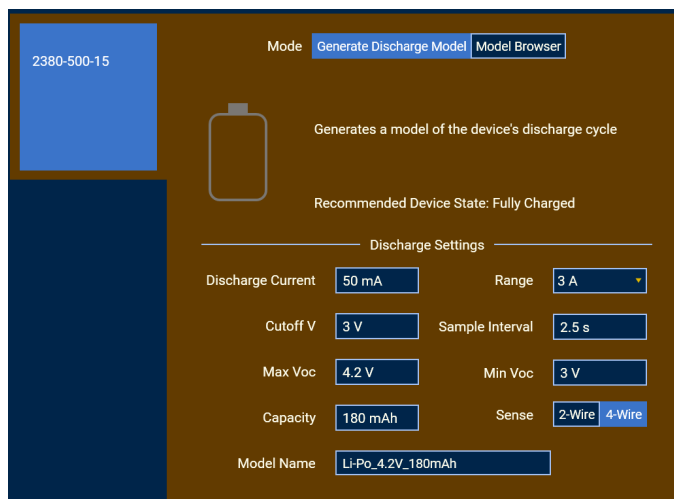 2380-500-15
Mode Generate Discharge Model Model Browser
Generates a model of the device's discharge cycle
Recommended Device State: Fully Charged
Discharge Settings
Discharge Current 50 mA Range 3 A
Cutoff V 3 V Sample Interval 2.5 s
Max Voc 4.2 V Min Voc 3 V
Capacity 180 mAh Sense 2-Wire 4-Wire
Model Name Li-Po_4.2V_180mAh